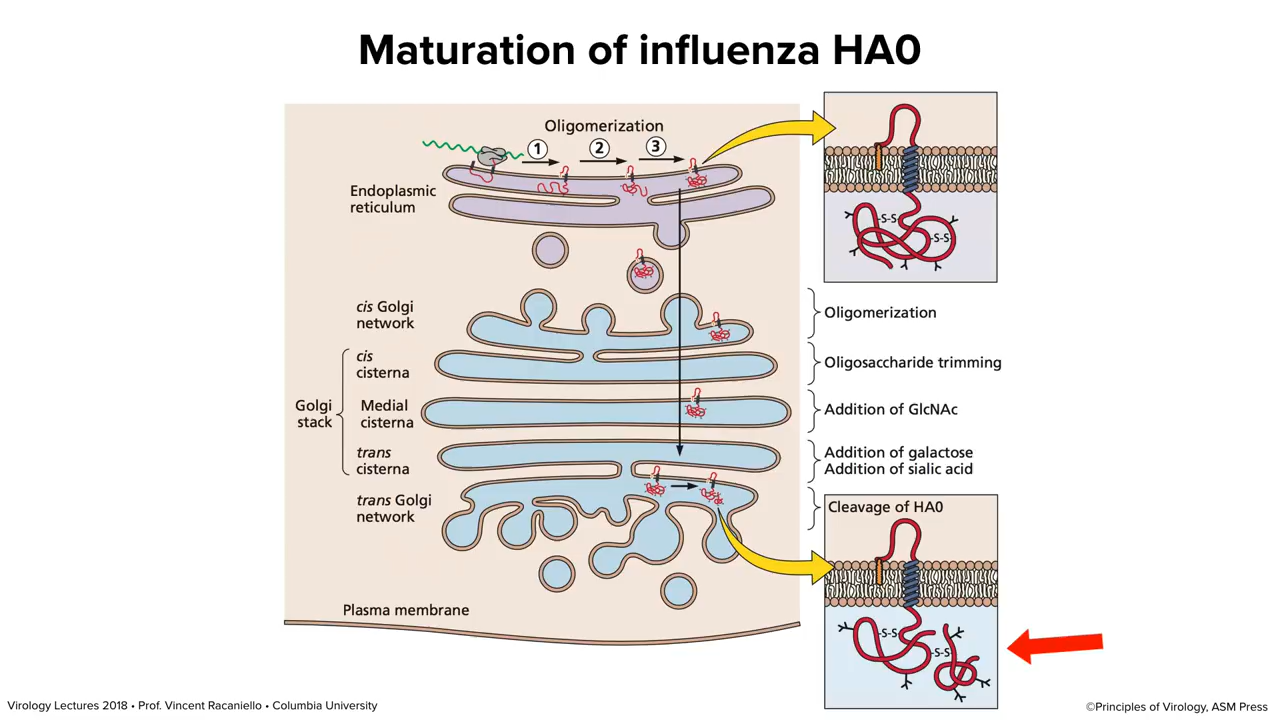 Maturation of influenza HA0
Oligomerization
1
2
3
Endoplasmic
reticulum
-S-S-
-S-S-
cis Golgi
network
Oligomerization
cis
cisterna
Oligosaccharide trimming
Golgi
stack
Medial
cisterna
Addition of GlcNAc
trans
cisterna
Addition of galactose
Addition of sialic acid
trans Golgi
network
Cleavage of HA0
Plasma membrane
-S-S-
-S-S-
Virology Lectures 2018 • Prof. Vincent Racaniello • Columbia University
©Principles of Virology, ASM Press